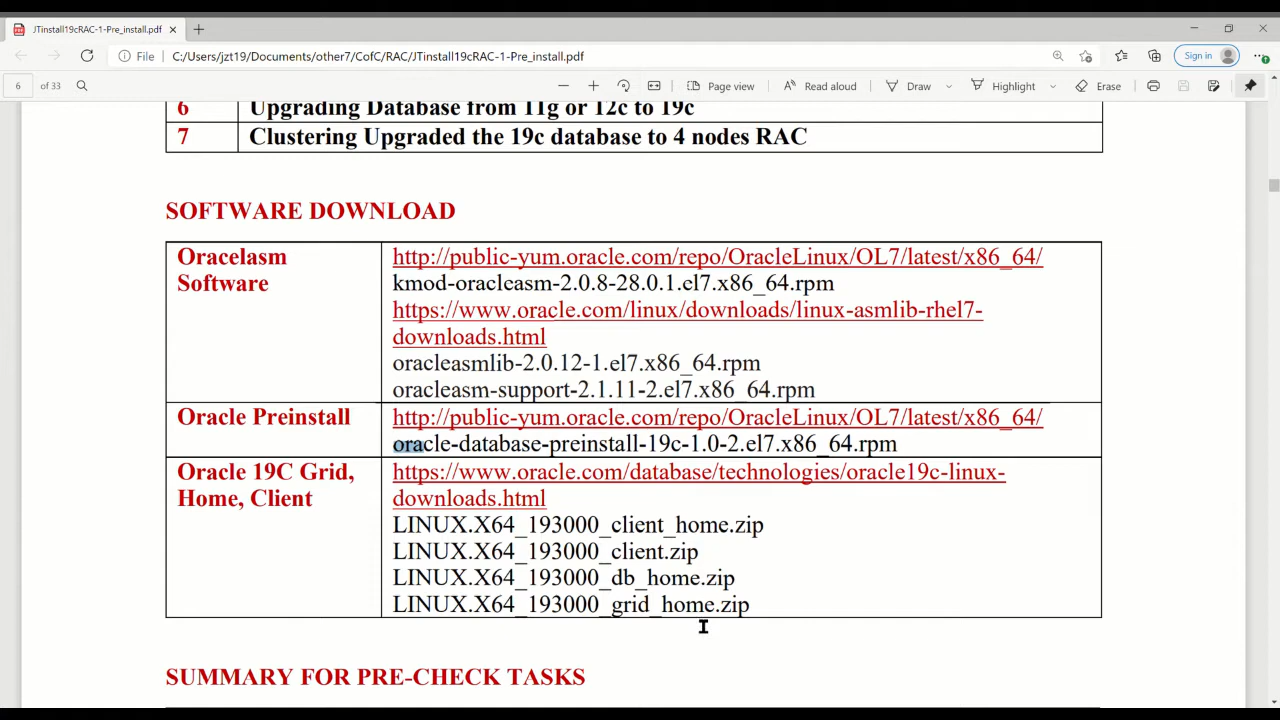 JTinstall19cRAC-1-Pre_install.pdf
File
C:/Users/jzt19/Documents/other7/CofC/RAC/JTinstall19cRAC-1-Pre_install.pdf
Sign in
6 of 33
Page view
Read aloud
Draw
Highlight
Erase
6 Upgrading Database from 11g or 12c to 19c
7 Clustering Upgraded the 19c database to 4 nodes RAC
SOFTWARE DOWNLOAD
Oracelasm
Software
http://public-yum.oracle.com/repo/OracleLinux/OL7/latest/x86_64/
kmod-oracleasm-2.0.8-28.0.1.el7.x86_64.rpm
https://www.oracle.com/linux/downloads/linux-asmlib-rhel7-
downloads.html
oracleasmlib-2.0.12-1.el7.x86_64.rpm
oracleasm-support-2.1.11-2.el7.x86_64.rpm
Oracle Preinstall
http://public-yum.oracle.com/repo/OracleLinux/OL7/latest/x86_64/
oracle-database-preinstall-19c-1.0-2.el7.x86_64.rpm
Oracle 19C Grid,
Home, Client
https://www.oracle.com/database/technologies/oracle19c-linux-
downloads.html
LINUX.X64_193000_client_home.zip
LINUX.X64_193000_client.zip
LINUX.X64_193000_db_home.zip
LINUX.X64_193000_grid_home.zip
SUMMARY FOR PRE-CHECK TASKS